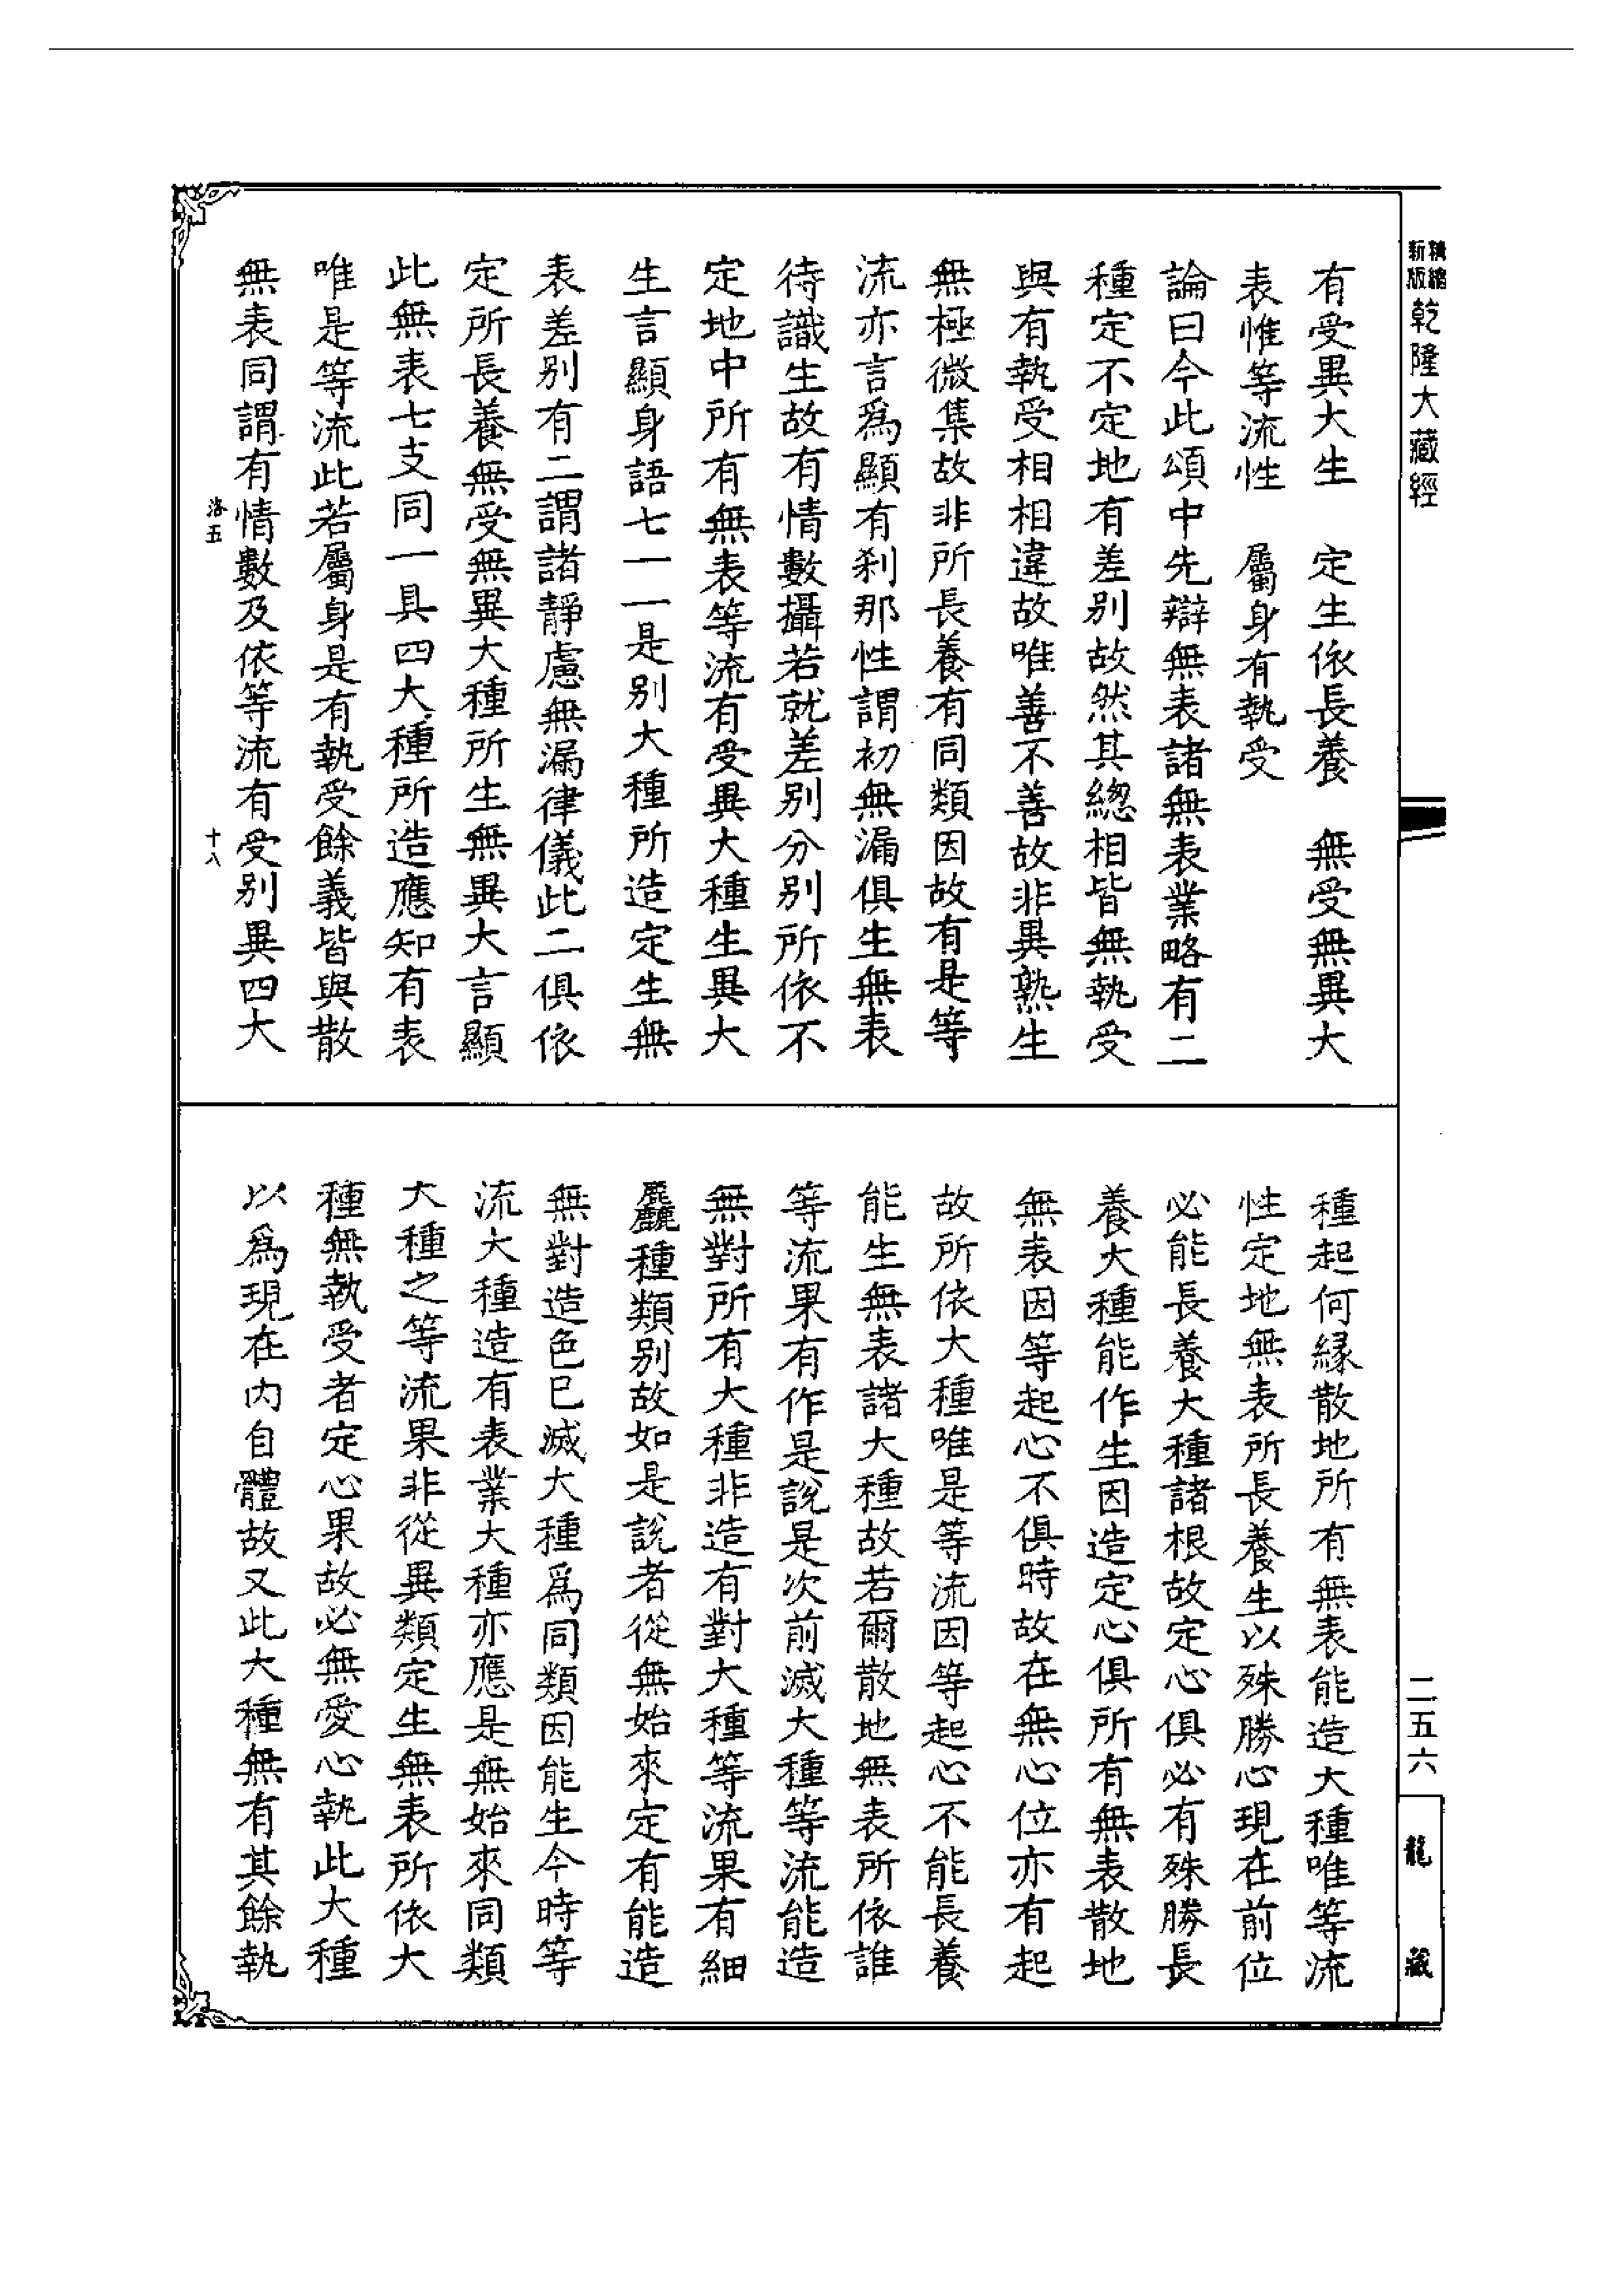 精縮新版乾隆大藏經
有受異大生　定生依長養　無受無異大
表惟等流性　屬身有執受
論曰今此頌中先辯無表諸無表業略有二
種定不定地有差別故然其緫相皆無執受
與有執受相相違故唯善不善故非異熟生
無極微集故非所長養有同類因故有是等
流亦言爲顯有刹那性謂初無漏俱生無表
待識生故有情數攝若就差別分別所依不
定地中所有無表等流有受異大種生異大
生言顯身語七一一是別大種所造定生無
表差別有二謂諸靜慮無漏律儀此二俱依
定所長養無受無異大種所生無異大言顯
此無表七支同一具四大種所造應知有表
唯是等流此若屬身是有執受餘義皆與散
無表同謂有情數及依等流有受別異四大
洛五　十八
種起何緣散地所有無表能造大種唯等流
性定地無表所長養生以殊勝心現在前位
必能長養大種諸根故定心俱必有殊勝長
養大種能作生因造定心俱所有無表散地
無表因等起心不俱時故在無心位亦有起
故所依大種唯是等流因等起心不能長養
能生無表諸大種故若爾散地無表所依誰
等流果有作是說是次前滅大種等流能造
無對所有大種非造有對大種等流果有細
麤種類別故如是說者從無始來定有能造
無對造色已滅大種爲同類因能生今時等
流大種造有表業大種亦應是無始來同類
大種之等流果非從異類定生無表所依大
種無執受者定心果故必無愛心執此大種
以爲現在內自體故又此大種無有其餘執
二五六
龍藏